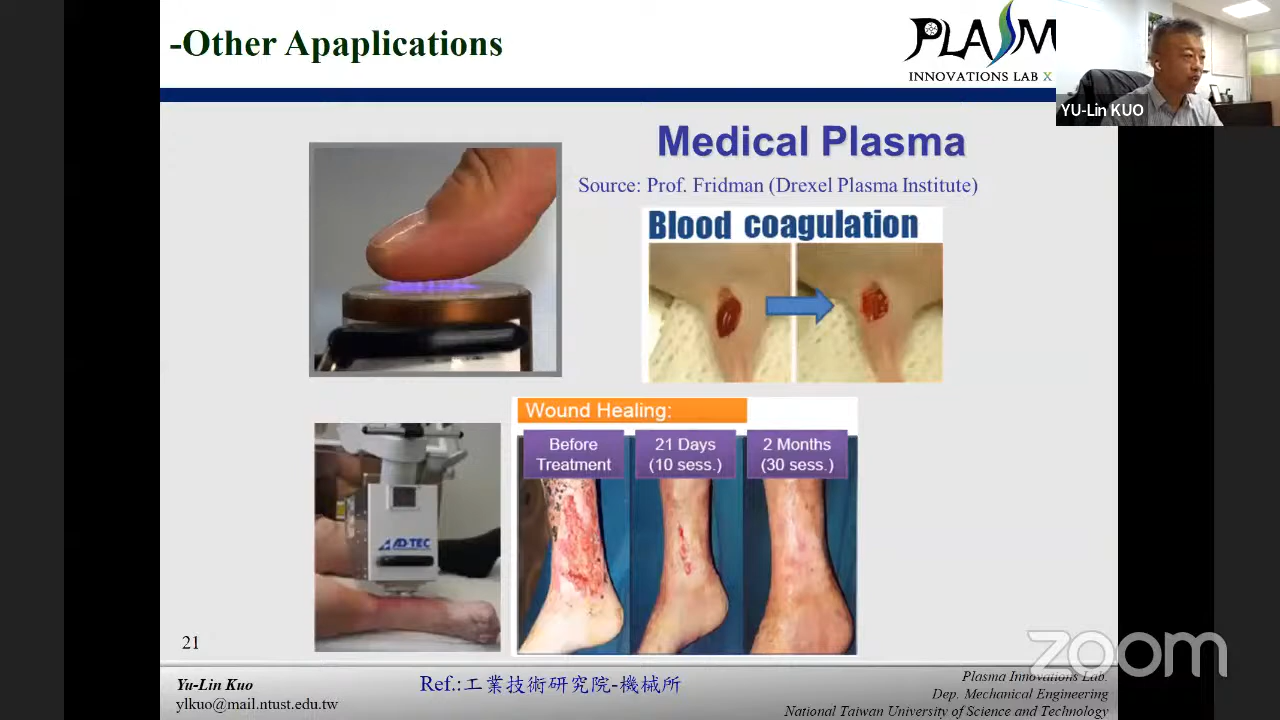 -Other Apaplications
PLASM
INNOVATIONS LAB X
YU-Lin KUO
Medical Plasma
Source: Prof. Fridman (Drexel Plasma Institute)
Blood coagulation
Wound Healing:
Before
Treatment
21 Days
(10 sess.)
2 Months
(30 sess.)
AD-TEC
21
zoom
Yu-Lin Kuo
ylkuo@mail.ntust.edu.tw
Ref.:工業技術研究院-機械所
Plasma Innovations Lab.
Dep. Mechanical Engineering
National Taiwan University of Science and Technology